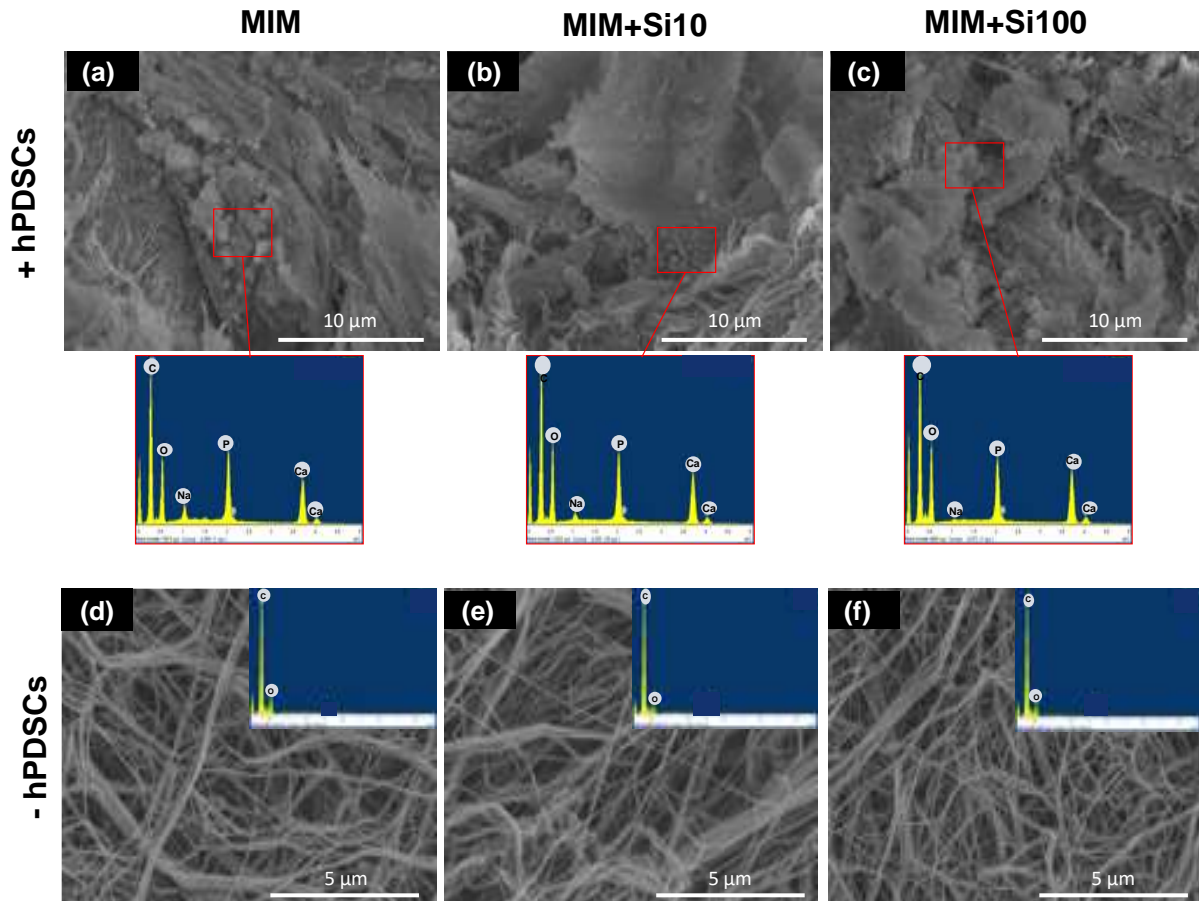 MIM
MIM+Si10
MIM+Si100
+ hPDSCs
(a)
(b)
(c)
10 µm
10 µm
10 µm
C
O
Na
P
Ca
Ca
C
O
Na
P
Ca
Ca
O
Na
P
Ca
Ca
- hPDSCs
(d)
(e)
(f)
C
O
C
O
C
O
5 µm
5 µm
5 µm